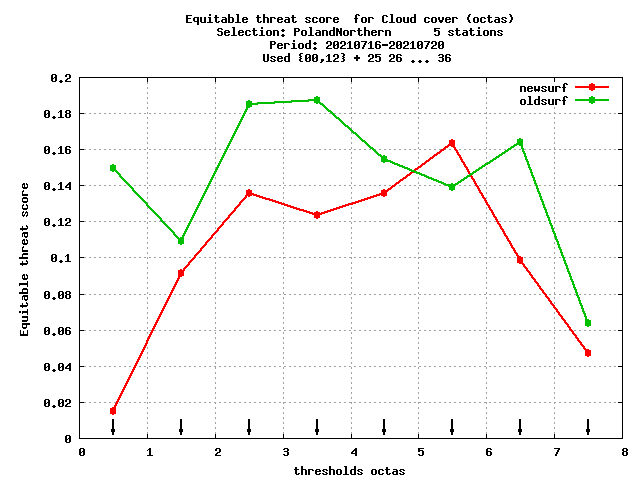 Equitable threat score  for Cloud cover (octas)
Selection: PolandNorthern      5 stations
Period: 20210716-20210720
Used {00,12} + 25 26 ... 36
newsurf
oldsurf
Equitable threat score
0.2
0.18
0.16
0.14
0.12
0.1
0.08
0.06
0.04
0.02
0
0 1 2 3 4 5 6 7 8
thresholds octas